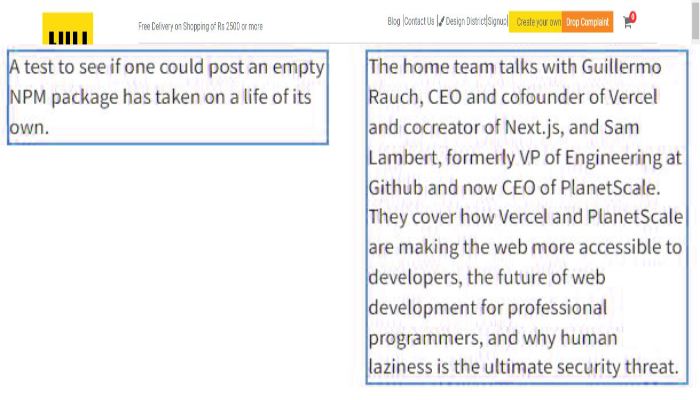 Free Delivery on Shopping of Rs 2500 or more
Blog |Contact Us | Design District|Signup| Create your own Drop Complaint 0
A test to see if one could post an empty
NPM package has taken on a life of its
own.
The home team talks with Guillermo
Rauch, CEO and cofounder of Vercel
and cocreator of Next.js, and Sam
Lambert, formerly VP of Engineering at
Github and now CEO of PlanetScale.
They cover how Vercel and PlanetScale
are making the web more accessible to
developers, the future of web
development for professional
programmers, and why human
laziness is the ultimate security threat.